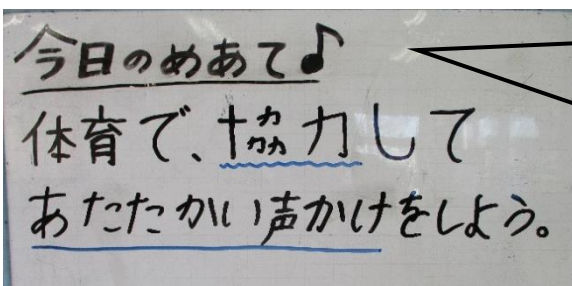 今日のめあて♪
体育で、協力して
あたたかい声かけをしよう。